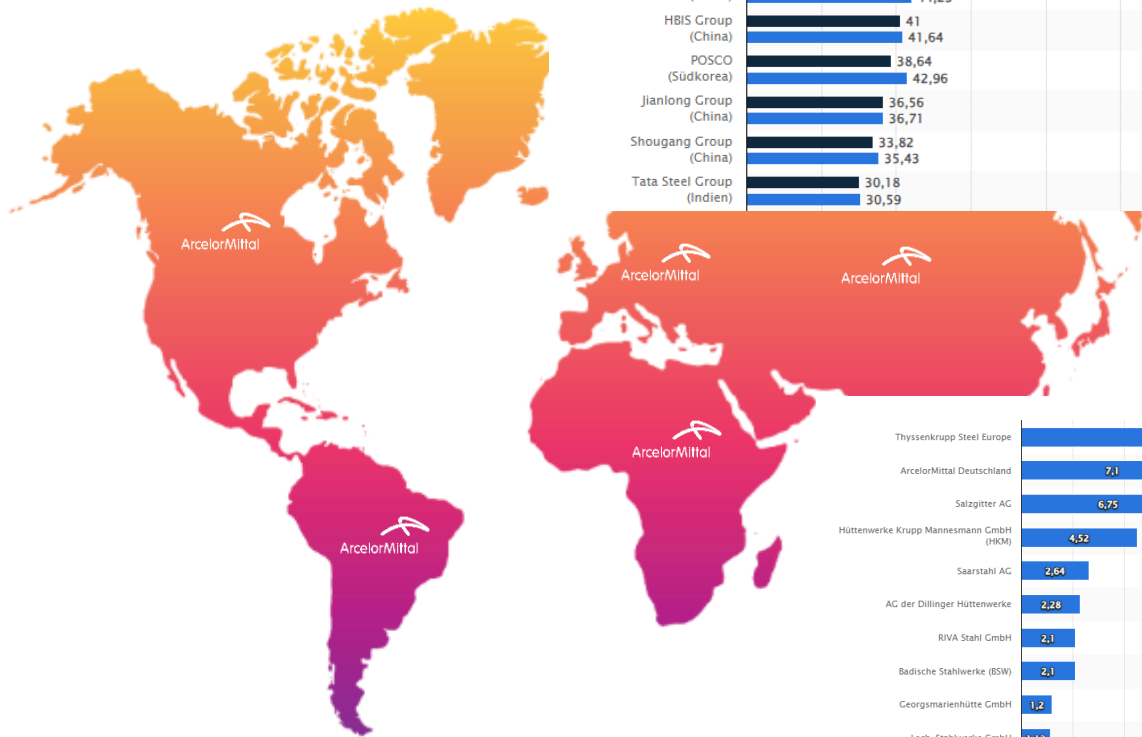 HBIS Group
(China)
41
41,64
POSCO
(Südkorea)
38,64
42,96
Jianlong Group
(China)
36,56
36,71
Shougang Group
(China)
33,82
35,43
Tata Steel Group
(Indien)
30,18
30,59
ArcelorMittal
ArcelorMittal
ArcelorMittal
ArcelorMittal
ArcelorMittal
Thyssenkrupp Steel Europe
ArcelorMittal Deutschland
7,1
Salzgitter AG
6,75
Hüttenwerke Krupp Mannesmann GmbH
(HKM)
4,52
Saarstahl AG
2,64
AG der Dillinger Hüttenwerke
2,28
RIVA Stahl GmbH
2,1
Badische Stahlwerke (BSW)
2,1
Georgsmarienhütte GmbH
1,2